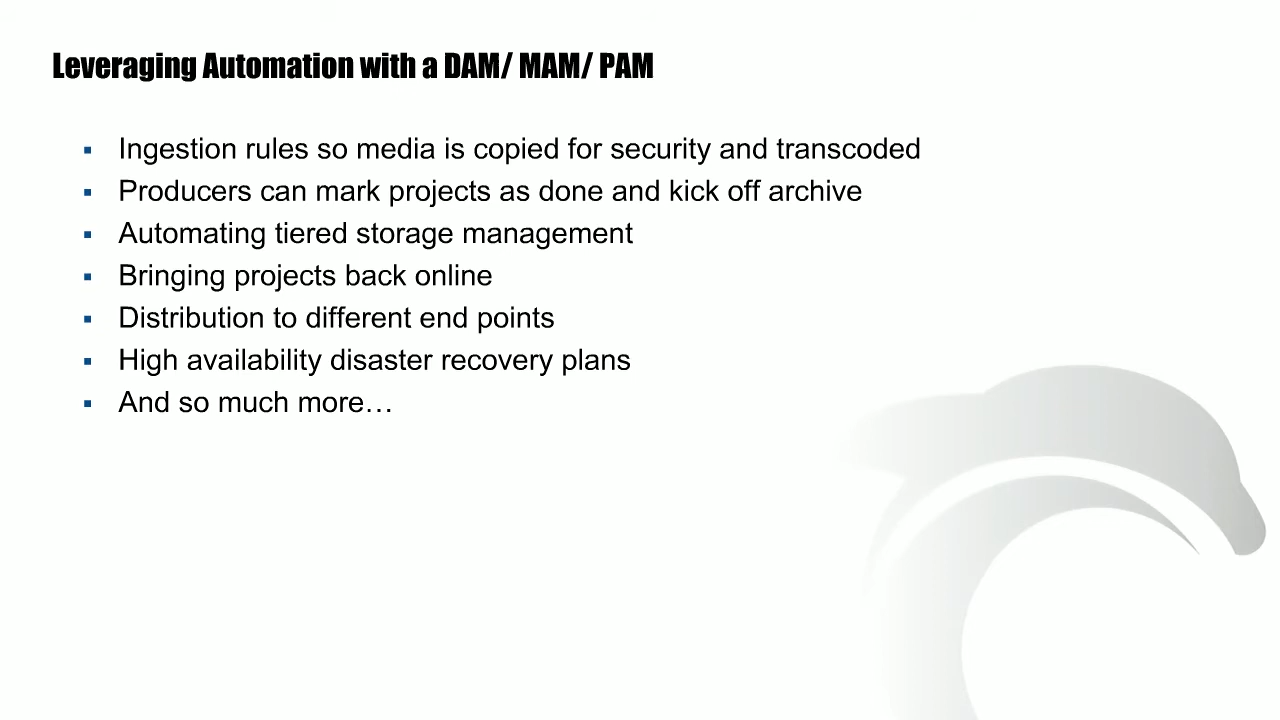 Leveraging Automation with a DAM/ MAM/ PAM
▪ Ingestion rules so media is copied for security and transcoded
▪ Producers can mark projects as done and kick off archive
▪ Automating tiered storage management
▪ Bringing projects back online
▪ Distribution to different end points
▪ High availability disaster recovery plans
▪ And so much more…